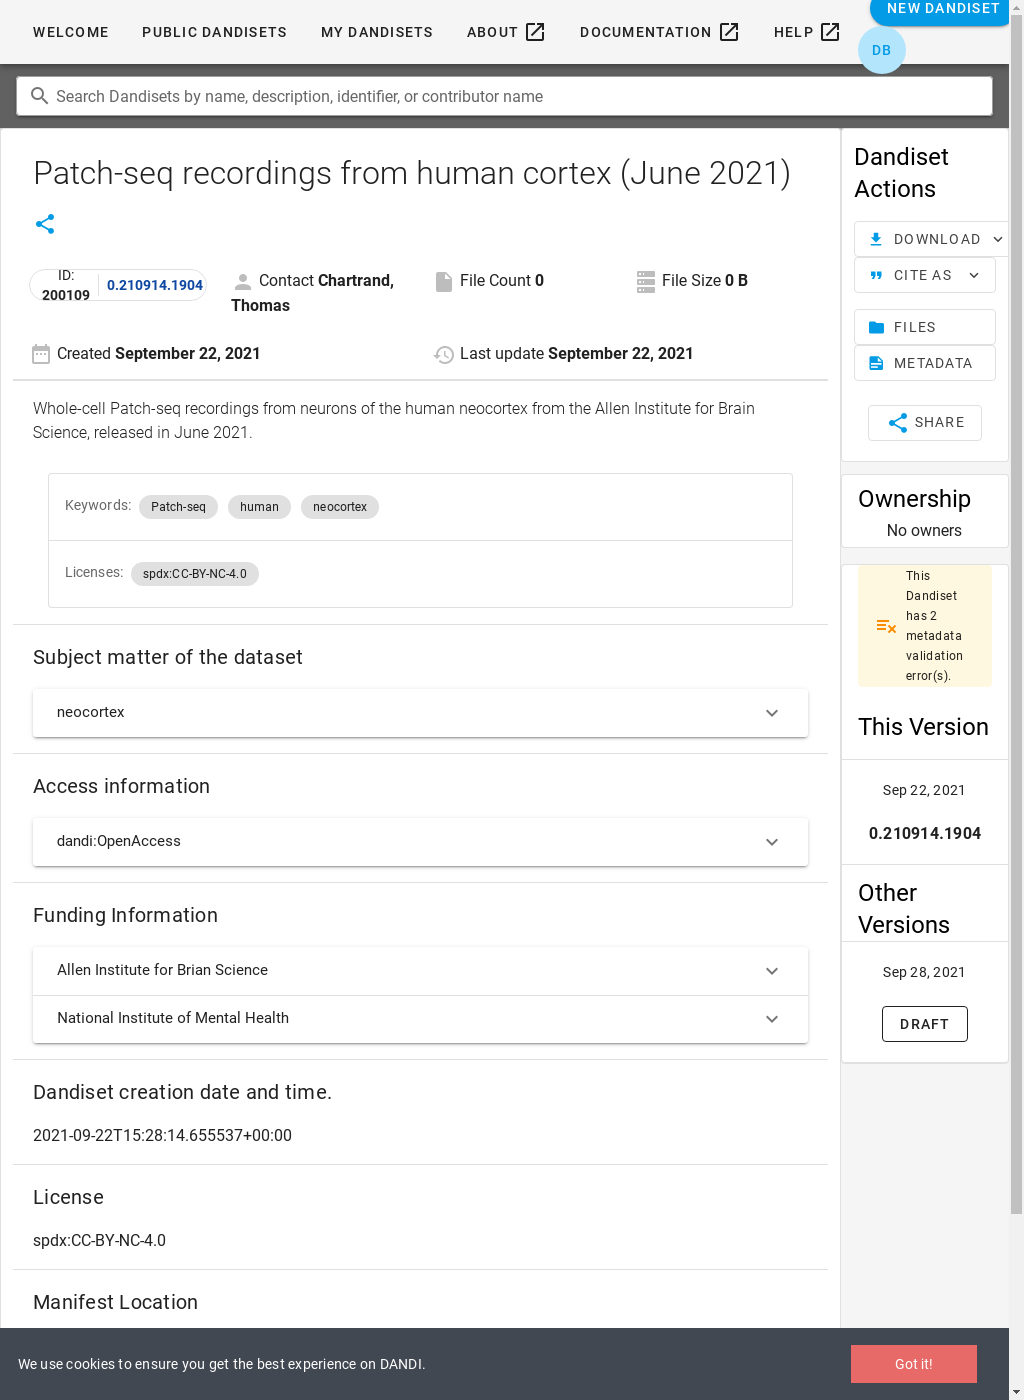 WELCOME
PUBLIC DANDISETS
MY DANDISETS
ABOUT
DOCUMENTATION
HELP
NEW DANDISET
DB
Search Dandisets by name, description, identifier, or contributor name
Patch-seq recordings from human cortex (June 2021)
ID:
200109
0.210914.1904
Contact Chartrand,
Thomas
File Count 0
File Size 0 B
Created September 22, 2021
Last update September 22, 2021
Whole-cell Patch-seq recordings from neurons of the human neocortex from the Allen Institute for Brain
Science, released in June 2021.
Keywords: Patch-seq human neocortex
Licenses: spdx:CC-BY-NC-4.0
Subject matter of the dataset
neocortex
Access information
dandi:OpenAccess
Funding Information
Allen Institute for Brian Science
National Institute of Mental Health
Dandiset creation date and time.
2021-09-22T15:28:14.655537+00:00
License
spdx:CC-BY-NC-4.0
Manifest Location
Dandiset
Actions
DOWNLOAD
CITE AS
FILES
METADATA
SHARE
Ownership
No owners
This
Dandiset
has 2
metadata
validation
error(s).
This Version
Sep 22, 2021
0.210914.1904
Other
Versions
Sep 28, 2021
DRAFT
We use cookies to ensure you get the best experience on DANDI.
Got it!